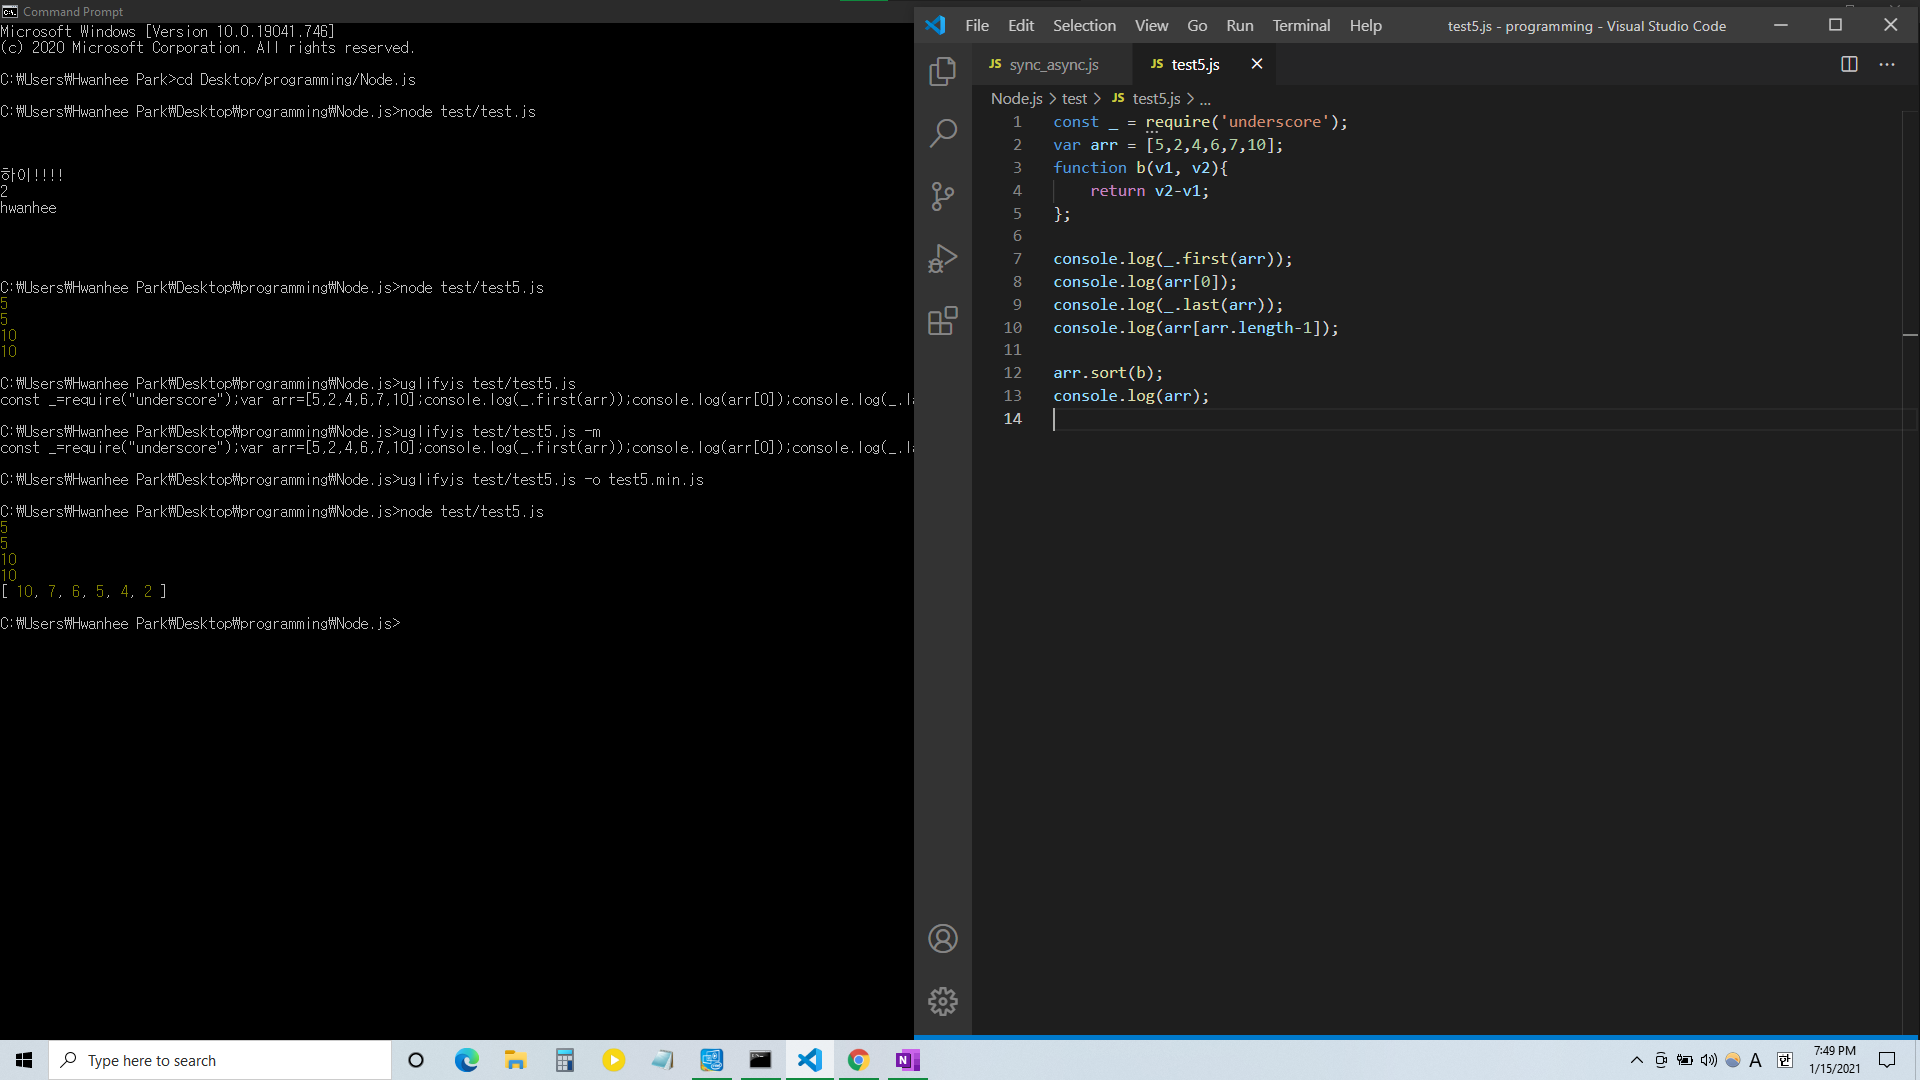 Command Prompt
Microsoft Windows [Version 10.0.19041.746]
(c) 2020 Microsoft Corporation. All rights reserved.
C:₩Users₩Hwanhee Park>cd Desktop/programming/Node.js
C:₩Users₩Hwanhee Park₩Desktop₩programming₩Node.js>node test/test.js
하이!!!!
2
hwanhee
C:₩Users₩Hwanhee Park₩Desktop₩programming₩Node.js>node test/test5.js
5
5
10
10
C:₩Users₩Hwanhee Park₩Desktop₩programming₩Node.js>uglifyjs test/test5.js
const _=require("underscore");var arr=[5,2,4,6,7,10];console.log(_.first(arr));console.log(arr[0]);console.log(_.la
C:₩Users₩Hwanhee Park₩Desktop₩programming₩Node.js>uglifyjs test/test5.js -m
const _=require("underscore");var arr=[5,2,4,6,7,10];console.log(_.first(arr));console.log(arr[0]);console.log(_.la
C:₩Users₩Hwanhee Park₩Desktop₩programming₩Node.js>uglifyjs test/test5.js -o test5.min.js
C:₩Users₩Hwanhee Park₩Desktop₩programming₩Node.js>node test/test5.js
5
5
10
10
[ 10, 7, 6, 5, 4, 2 ]
C:₩Users₩Hwanhee Park₩Desktop₩programming₩Node.js>
File Edit Selection View Go Run Terminal Help test5.js - programming - Visual Studio Code
JS sync_async.js JS test5.js
Node.js > test > JS test5.js > ...
1 const _ = require('underscore');
2 var arr = [5,2,4,6,7,10];
3 function b(v1, v2){
4 return v2-v1;
5 };
6
7 console.log(_.first(arr));
8 console.log(arr[0]);
9 console.log(_.last(arr));
10 console.log(arr[arr.length-1]);
11
12 arr.sort(b);
13 console.log(arr);
14
Type here to search
N
A 한
7:49 PM
1/15/2021